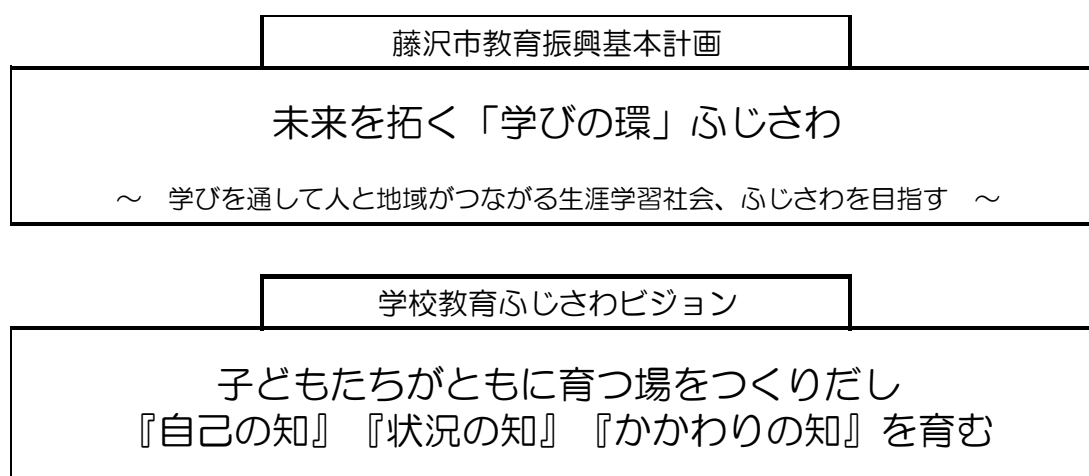 藤沢市教育振興基本計画
未来を拓く「学びの環」ふじさわ
～　学びを通して人と地域がつながる生涯学習社会、ふじさわを目指す　～
学校教育ふじさわビジョン
子どもたちがともに育つ場をつくりだし
『自己の知』『状況の知』『かかわりの知』を育む